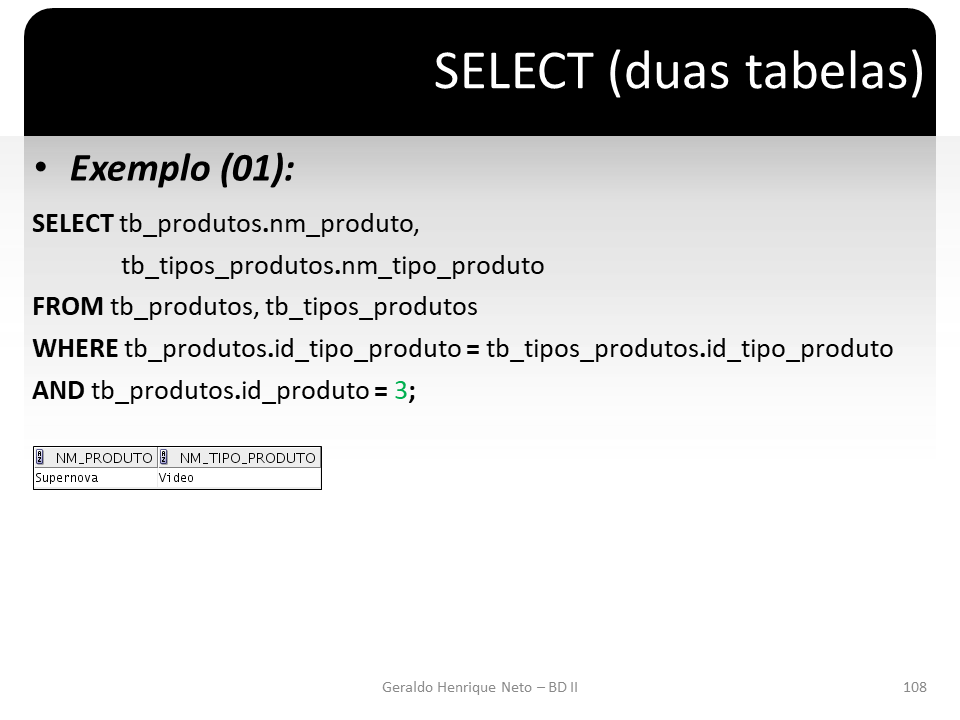 SELECT (duas tabelas)
• Exemplo (01):
SELECT tb_produtos.nm_produto,
tb_tipos_produtos.nm_tipo_produto
FROM tb_produtos, tb_tipos_produtos
WHERE tb_produtos.id_tipo_produto = tb_tipos_produtos.id_tipo_produto
AND tb_produtos.id_produto = 3;
NM_PRODUTO NM_TIPO_PRODUTO
Supernova Video
Geraldo Henrique Neto – BD II 108